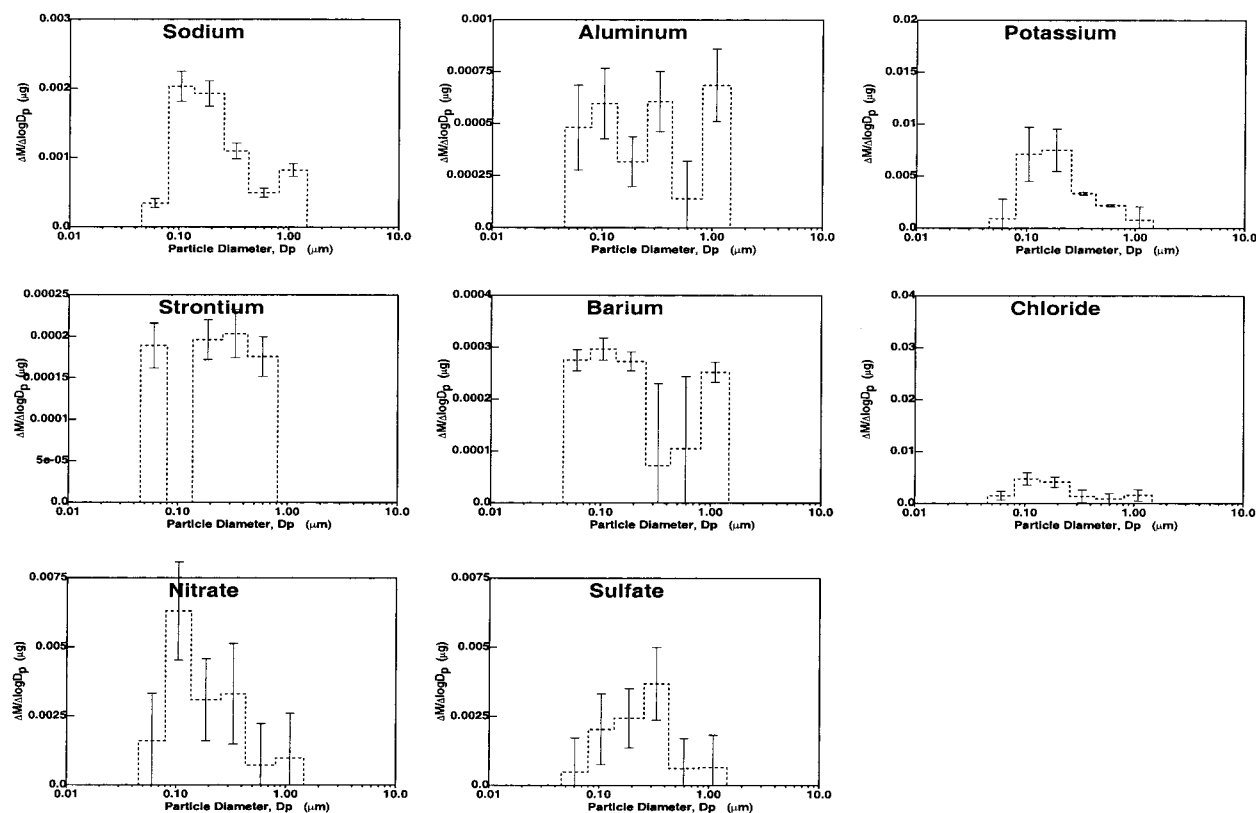 Sodium
0.003
0.002
0.001
0.0
ΔM/ΔlogDp (μg)
0.01 0.10 1.00 10.0
Particle Diameter, Dp (μm)
Aluminum
0.001
0.00075
0.0005
0.00025
0.0
ΔM/ΔlogDp (μg)
0.01 0.10 1.00 10.0
Particle Diameter, Dp (μm)
Potassium
0.02
0.015
0.01
0.005
0.0
ΔM/ΔlogDp (μg)
0.01 0.10 1.00 10.0
Particle Diameter, Dp (μm)
Strontium
0.00025
0.0002
0.00015
0.0001
5e-05
0.0
ΔM/ΔlogDp (μg)
0.01 0.10 1.00 10.0
Particle Diameter, Dp (μm)
Barium
0.0004
0.0003
0.0002
0.0001
0.0
ΔM/ΔlogDp (μg)
0.01 0.10 1.00 10.0
Particle Diameter, Dp (μm)
Chloride
0.04
0.03
0.02
0.01
0.0
ΔM/ΔlogDp (μg)
0.01 0.10 1.00 10.0
Particle Diameter, Dp (μm)
Nitrate
0.0075
0.005
0.0025
0.0
ΔM/ΔlogDp (μg)
0.01 0.10 1.00 10.0
Particle Diameter, Dp (μm)
Sulfate
0.0075
0.005
0.0025
0.0
ΔM/ΔlogDp (μg)
0.01 0.10 1.00 10.0
Particle Diameter, Dp (μm)